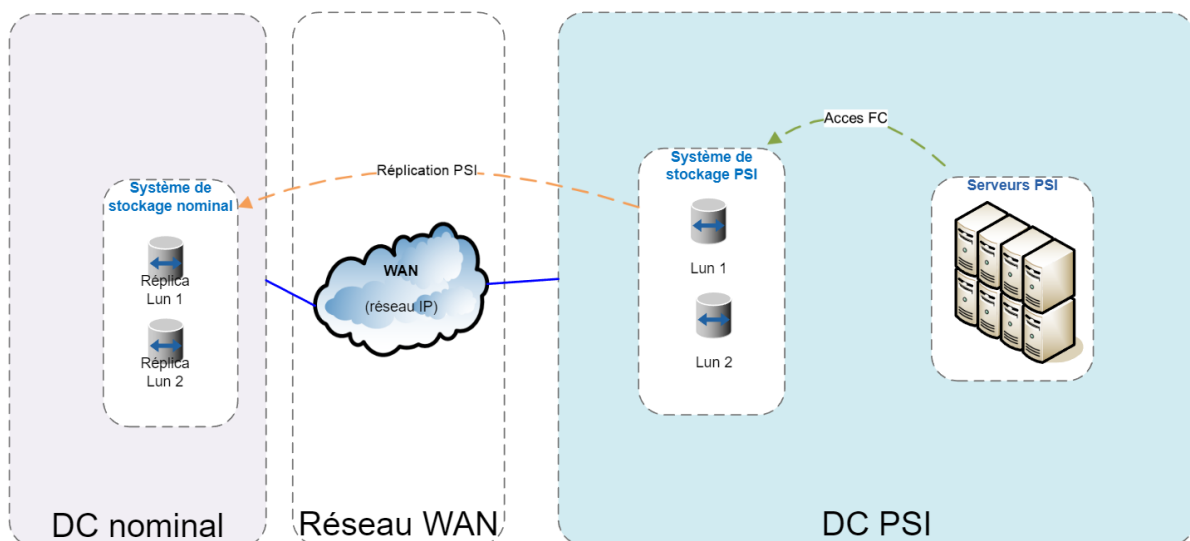 Acces FC
Système de
stockage PSI
Réplication PSI
Système de
stockage nominal
Serveurs PSI
WAN
(réseau IP)
Réplica
Lun 1
Réplica
Lun 2
Lun 1
Lun 2
DC nominal
Réseau WAN
DC PSI